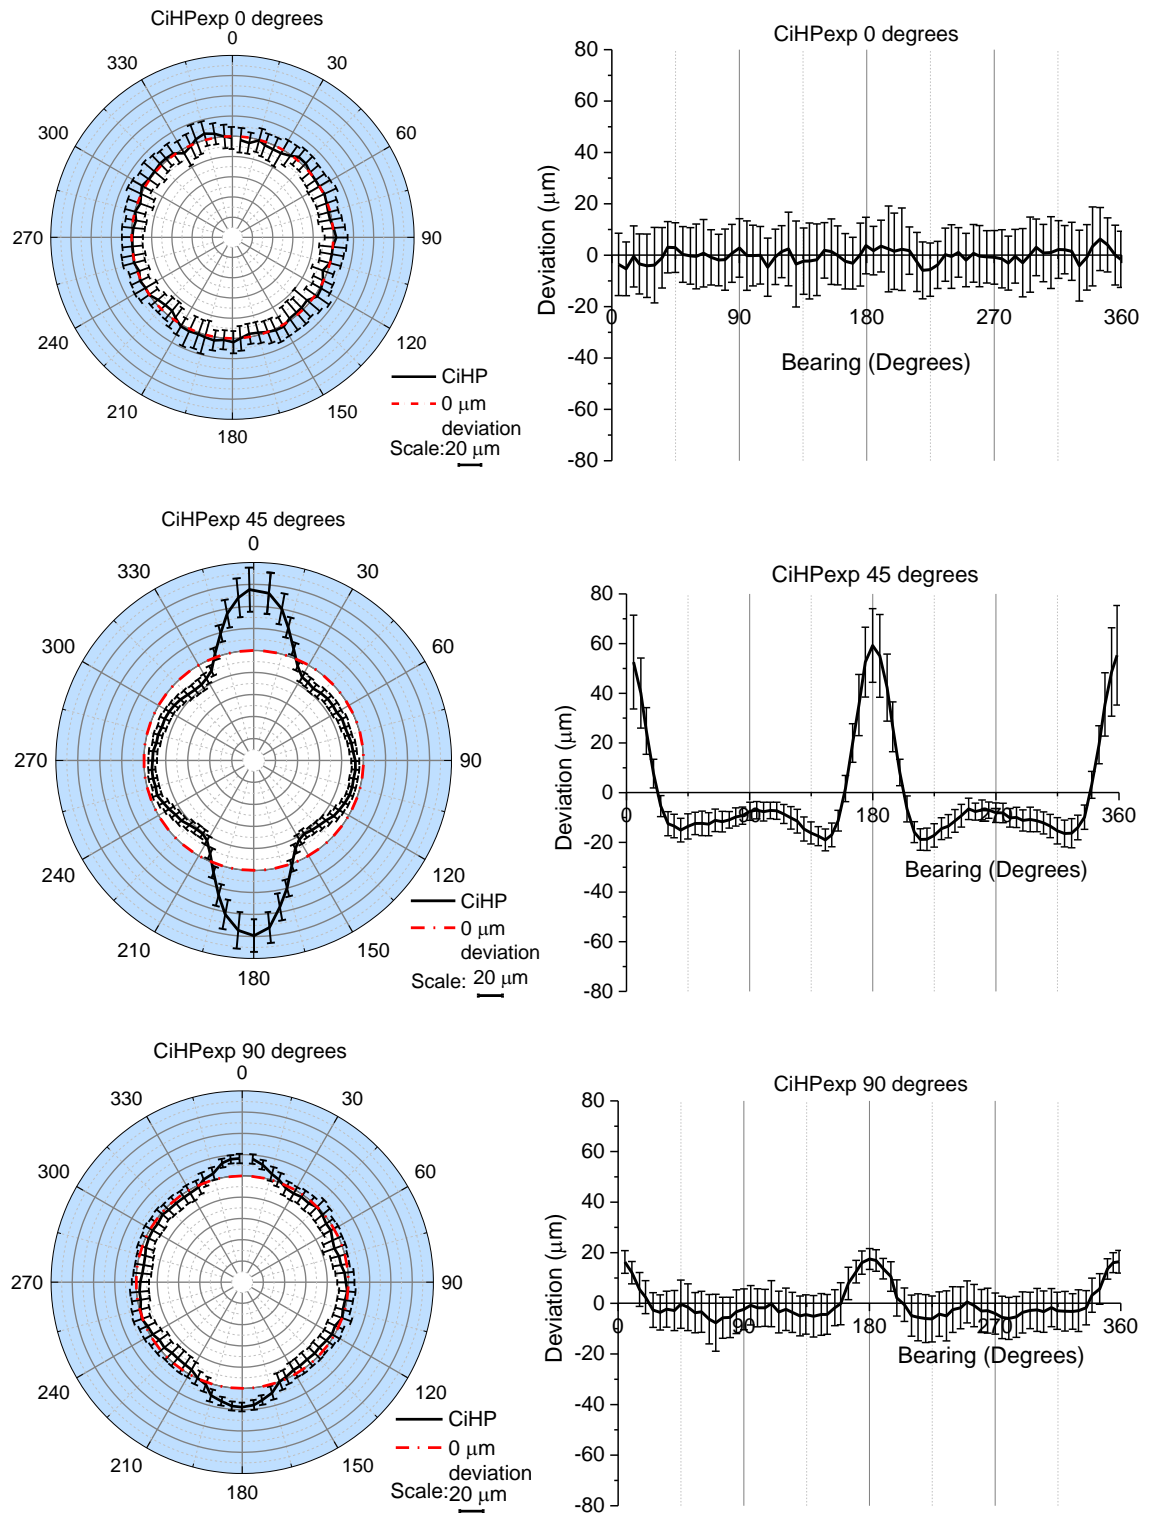 CiHPexp 0 degrees
0
30
60
90
120
150
180
210
240
270
300
330
CiHP
0 μm
deviation
Scale:20 μm
CiHPexp 0 degrees
80
60
40
20
0
-20
-40
-60
-80
0 90 180 270 360
Deviation (μm)
Bearing (Degrees)
CiHPexp 45 degrees
0
30
60
90
120
150
180
210
240
270
300
330
CiHP
0 μm
deviation
Scale: 20 μm
CiHPexp 45 degrees
80
60
40
20
0
-20
-40
-60
-80
0 90 180 270 360
Deviation (μm)
Bearing (Degrees)
CiHPexp 90 degrees
0
30
60
90
120
150
180
210
240
270
300
330
CiHP
0 μm
deviation
Scale:20 μm
CiHPexp 90 degrees
80
60
40
20
0
-20
-40
-60
-80
0 90 180 270 360
Deviation (μm)
Bearing (Degrees)